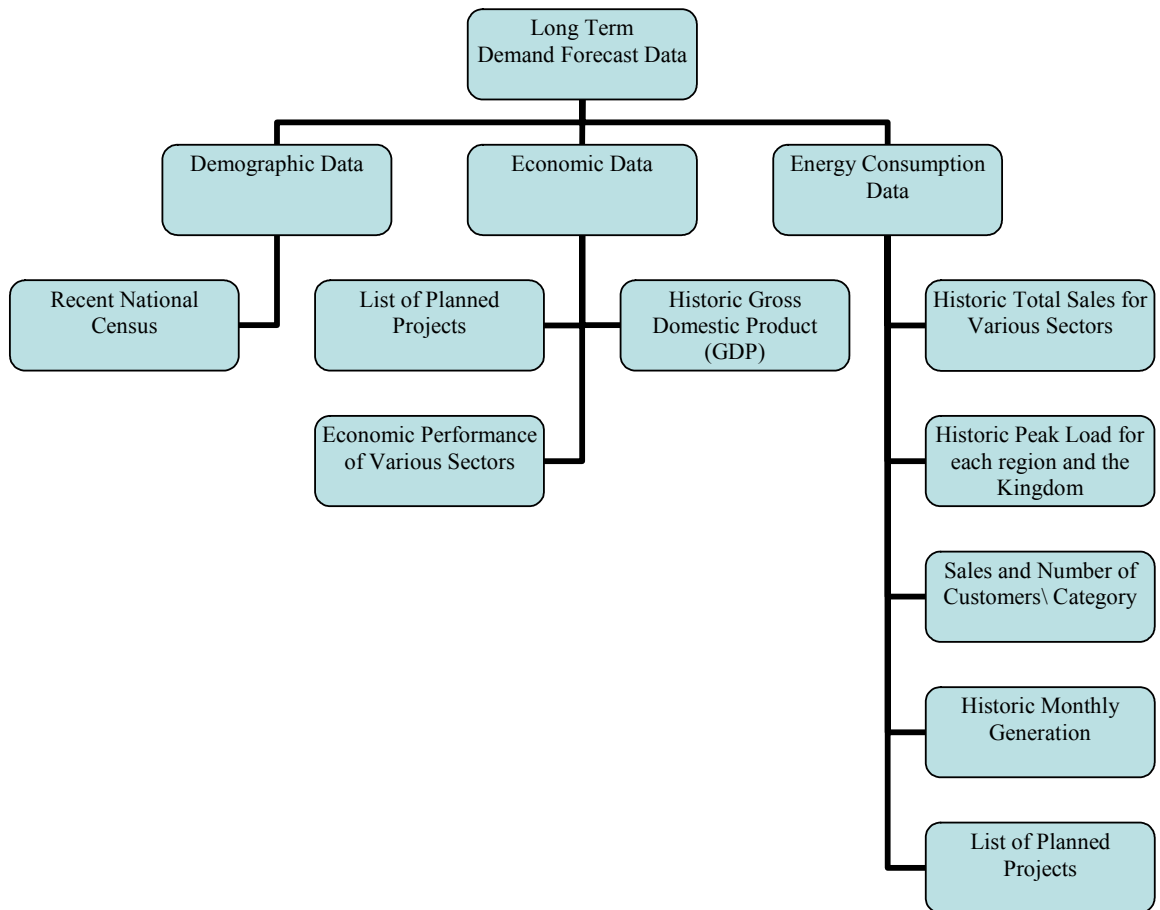 Long Term
Demand Forecast Data
Demographic Data
Economic Data
Energy Consumption
Data
Recent National
Census
List of Planned
Projects
Historic Gross
Domestic Product
(GDP)
Historic Total Sales for
Various Sectors
Economic Performance
of Various Sectors
Historic Peak Load for
each region and the
Kingdom
Sales and Number of
Customers\ Category
Historic Monthly
Generation
List of Planned
Projects